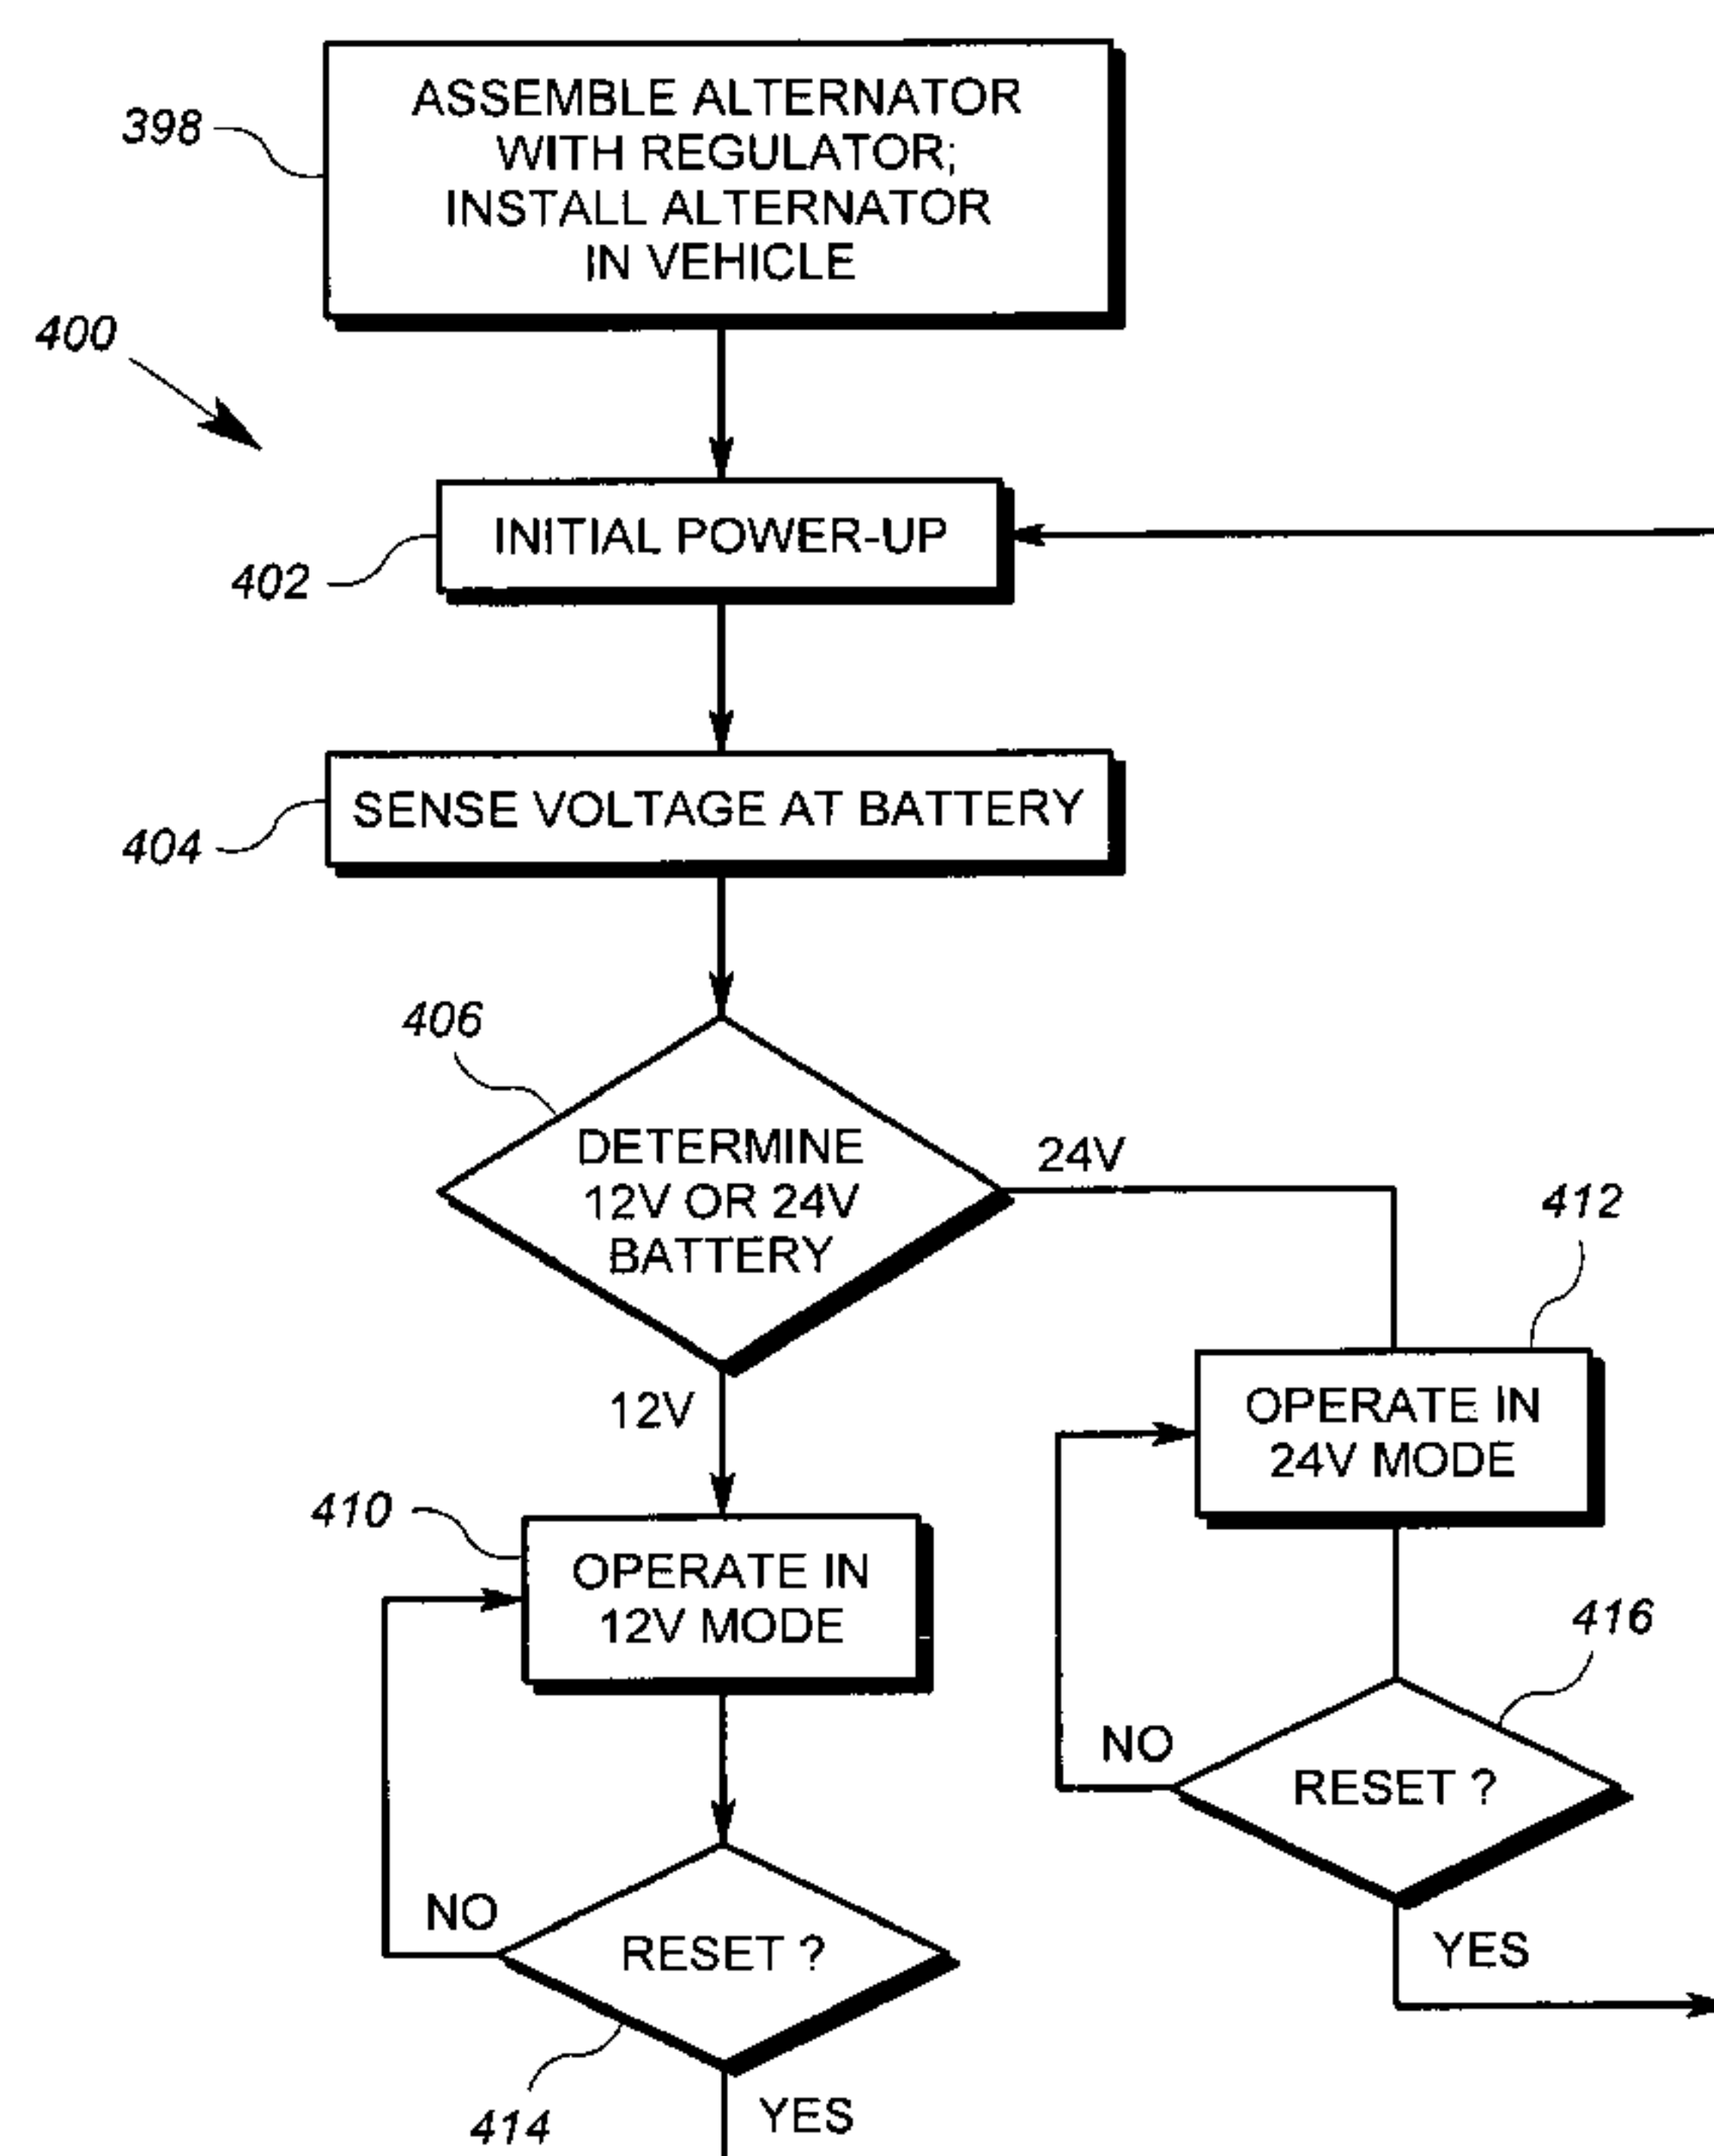 398
ASSEMBLE ALTERNATOR
WITH REGULATOR;
INSTALL ALTERNATOR
IN VEHICLE
400
INITIAL POWER-UP
402
SENSE VOLTAGE AT BATTERY
404
406
DETERMINE
12V OR 24V
BATTERY
24V
412
12V
OPERATE IN
24V MODE
410
OPERATE IN
12V MODE
416
NO
RESET ?
NO
RESET ?
YES
414
YES